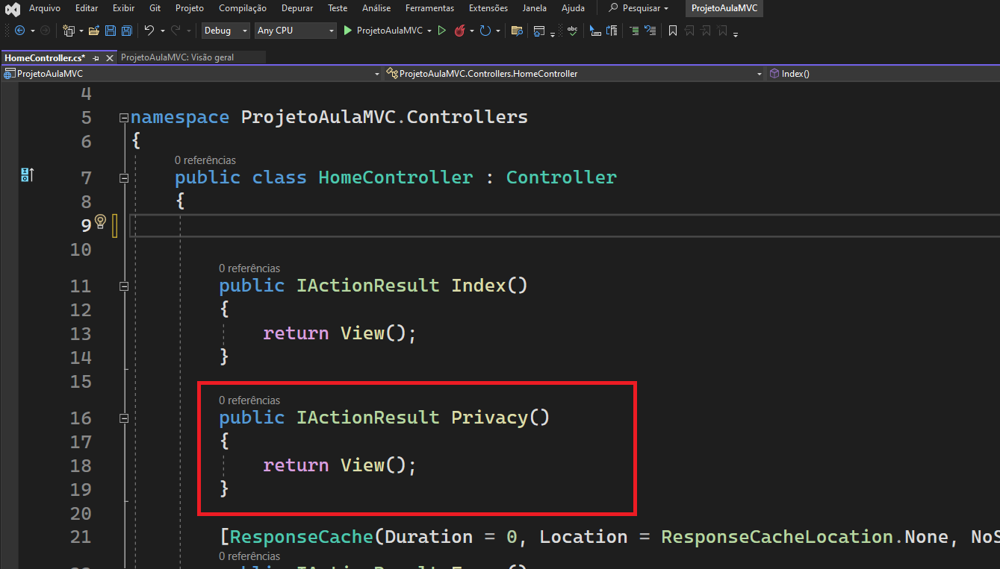 Arquivo Editar Exibir Git Projeto Compilação Depurar Teste Análise Ferramentas Extensões Janela Ajuda Pesquisar ProjetoAulaMVC
Debug Any CPU ProjetoAulaMVC
HomeController.cs* ProjetoAulaMVC: Visão geral
ProjetoAulaMVC ProjetoAulaMVC.Controllers.HomeController Index()
4
5 namespace ProjetoAulaMVC.Controllers
6 {
0 referências
7 public class HomeController : Controller
8 {
9
10
0 referências
11 public IActionResult Index()
12 {
13 return View();
14 }
15
0 referências
16 public IActionResult Privacy()
17 {
18 return View();
19 }
20
21 [ResponseCache(Duration = 0, Location = ResponseCacheLocation.None, NoS
0 referências